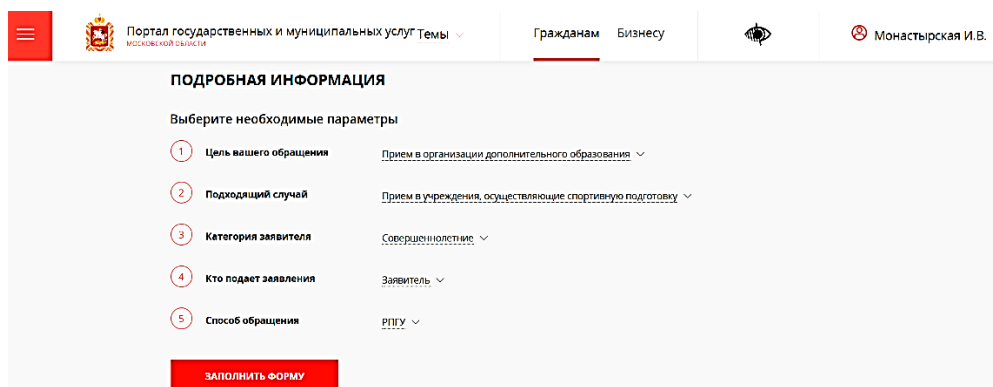 Портал государственных и муниципальных услуг Темы Гражданам Бизнесу Монастырская И.В.
МОСКОВСКОЙ ОБЛАСТИ
ПОДРОБНАЯ ИНФОРМАЦИЯ
Выберите необходимые параметры
1 Цель вашего обращения Прием в организации дополнительного образования
2 Подходящий случай Прием в учреждения, осуществляющие спортивную подготовку
3 Категория заявителя Совершеннолетние
4 Кто подает заявления Заявитель
5 Способ обращения РПГУ
ЗАПОЛНИТЬ ФОРМУ